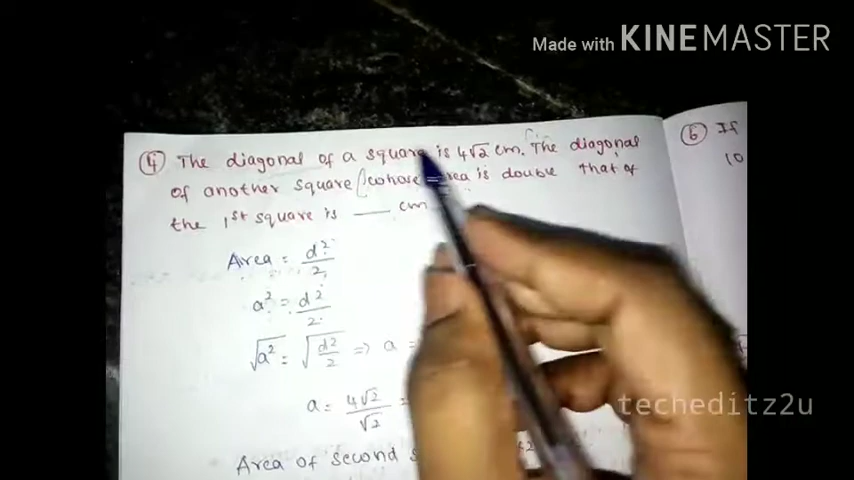 Made with KINEMASTER
④ The diagonal of a square is 4√2 cm. The diagonal
⑥ If
of another square [whose area is double that of
10
the 1st square is ___ cm
Area = d²/2
a² = d²/2
√a² = √(d²/2) ⇒ a =
a = 4√2/√2 =
techeditz2u
Area of second s